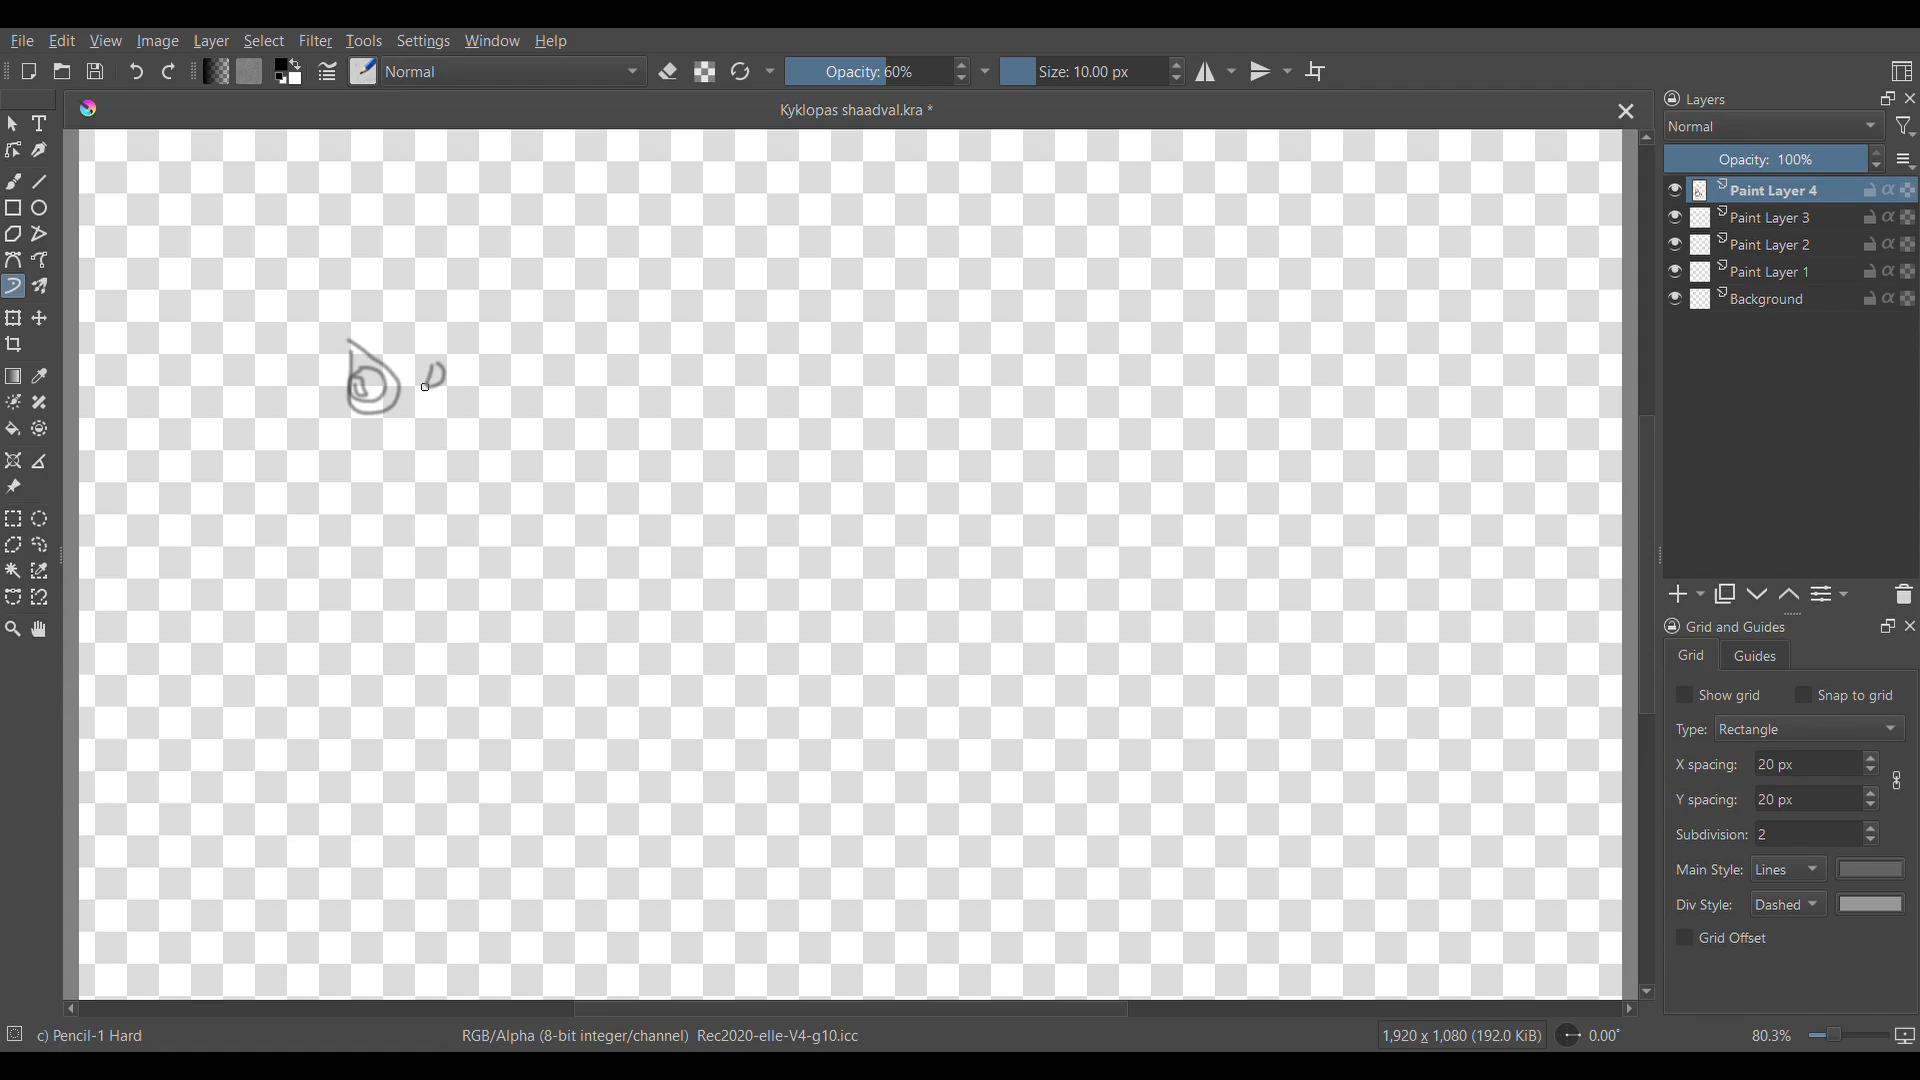 File Edit View Image Layer Select Filter Tools Settings Window Help
Normal Opacity: 60% Size: 10.00 px
Kyklopas shaadval.kra *
Layers
Normal
Opacity: 100%
Paint Layer 4
Paint Layer 3
Paint Layer 2
Paint Layer 1
Background
Grid and Guides
Grid Guides
Show grid Snap to grid
Type: Rectangle
X spacing: 20 px
Y spacing: 20 px
Subdivision: 2
Main Style: Lines
Div Style: Dashed
Grid Offset
c) Pencil-1 Hard RGB/Alpha (8-bit integer/channel) Rec2020-elle-V4-g10.icc 1,920 x 1,080 (192.0 KiB) 0.00° 80.3%